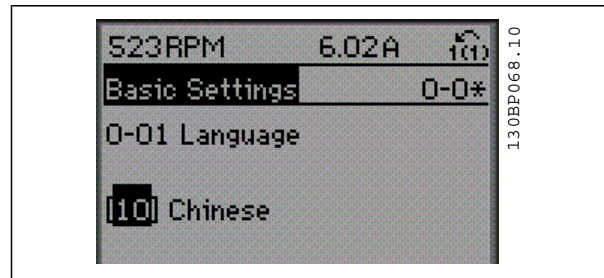 523RPM 6.02A 1(1)
Basic Settings 0-0*
0-01 Language
[10] Chinese
130BP068.10